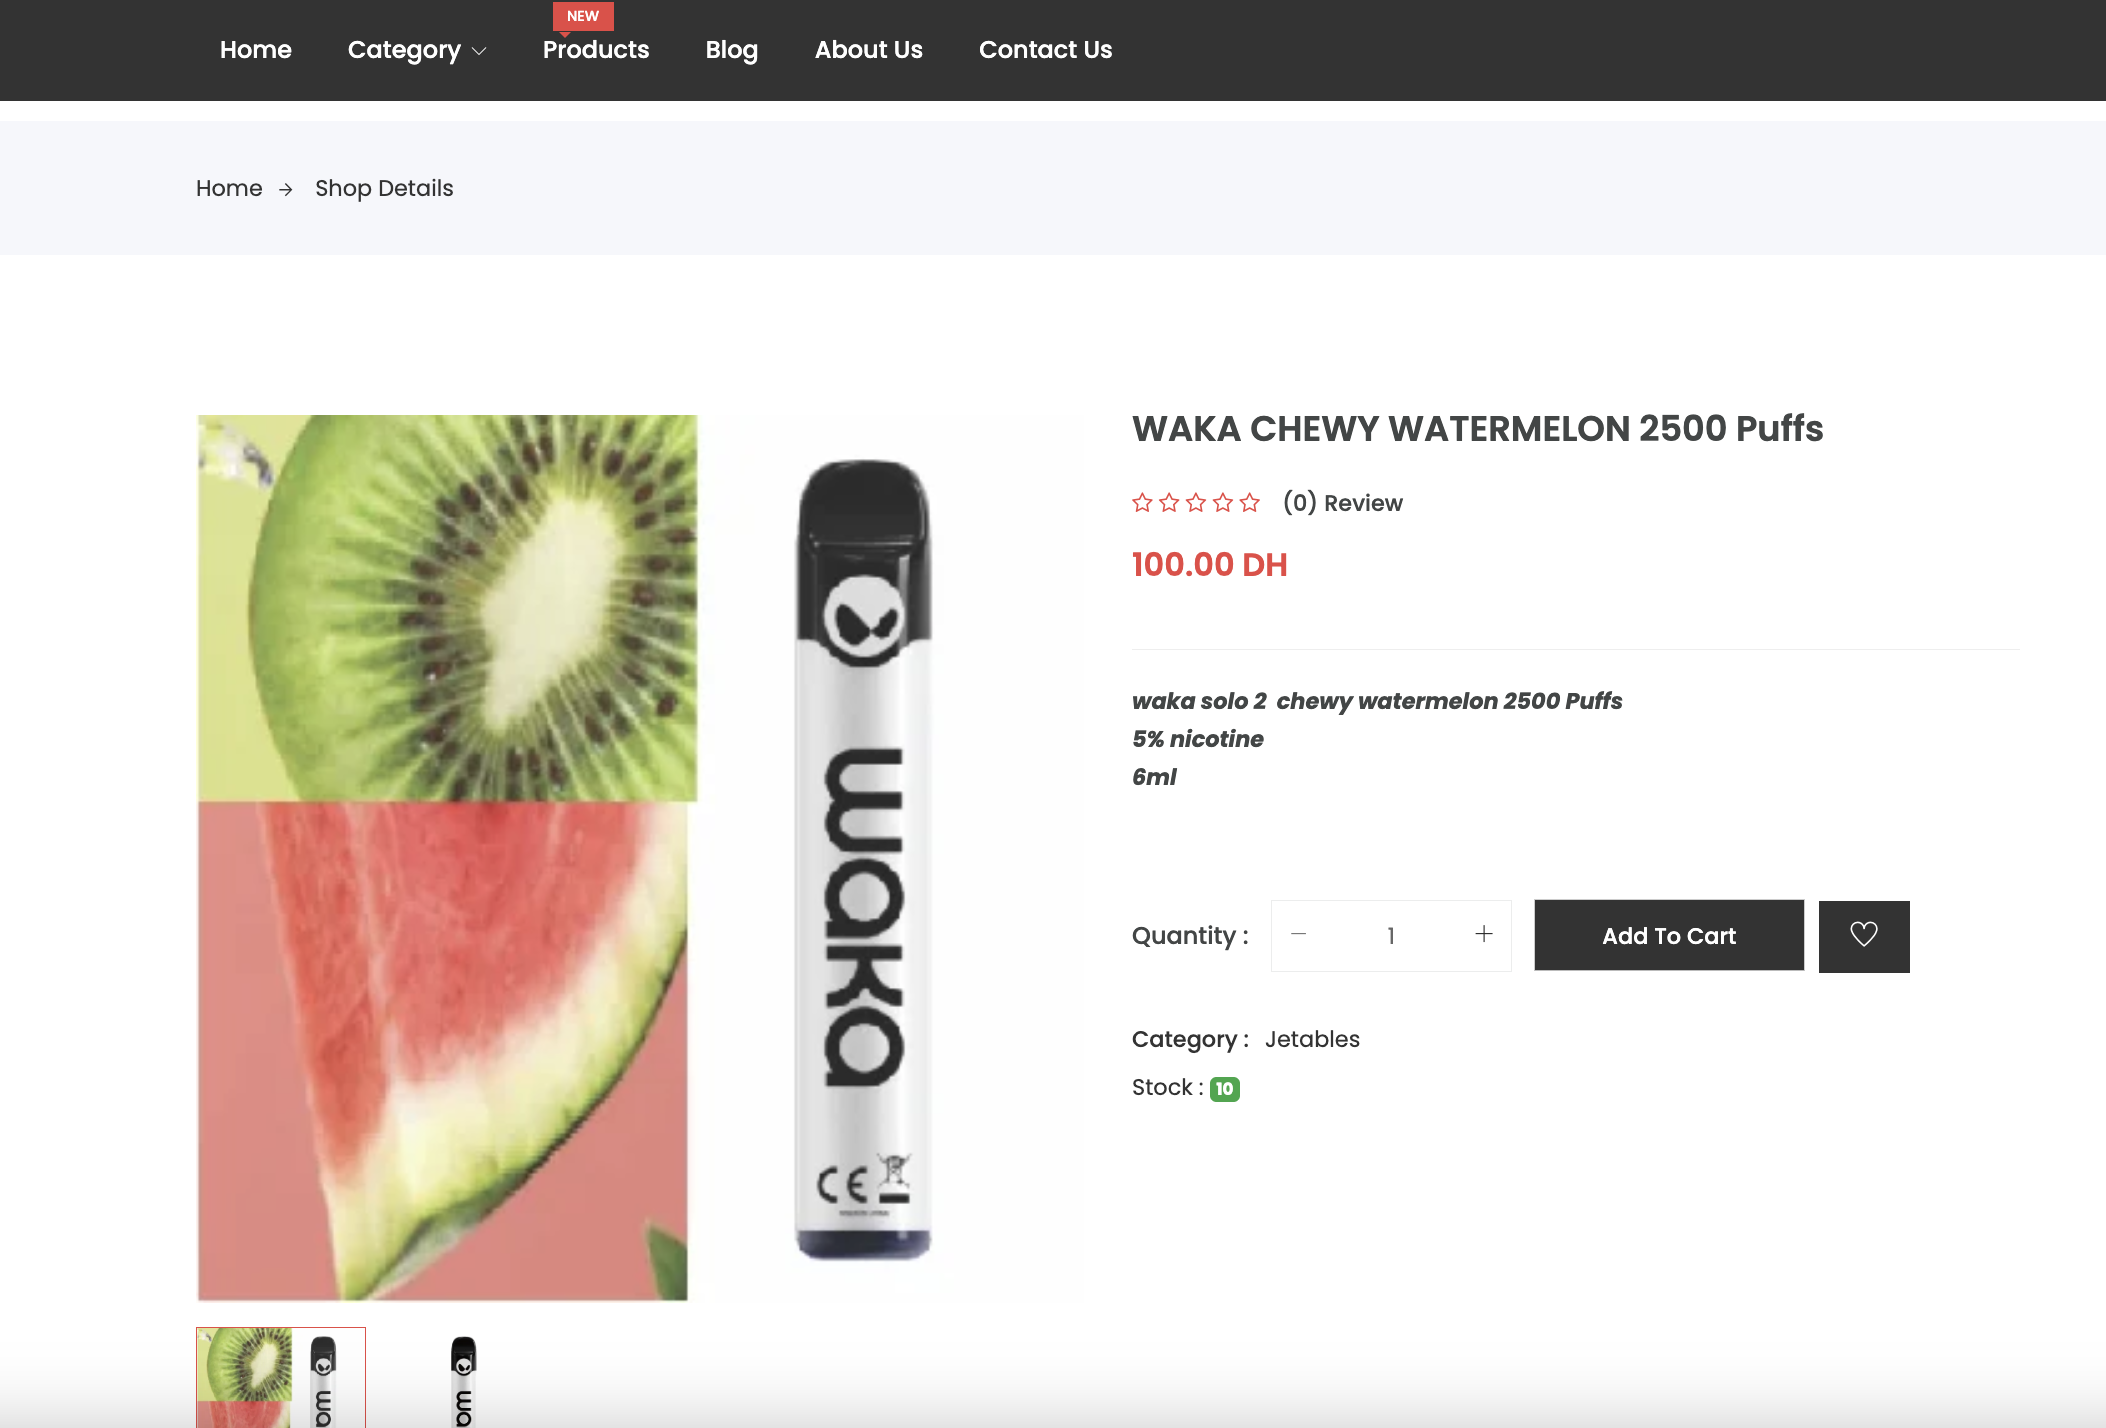 NEW
Home Category Products Blog About Us Contact Us
Home → Shop Details
WAKA CHEWY WATERMELON 2500 Puffs
(0) Review
100.00 DH
waka solo 2 chewy watermelon 2500 Puffs
5% nicotine
6ml
Quantity : − 1 + Add To Cart
Category : Jetables
Stock : 10
waka
CE